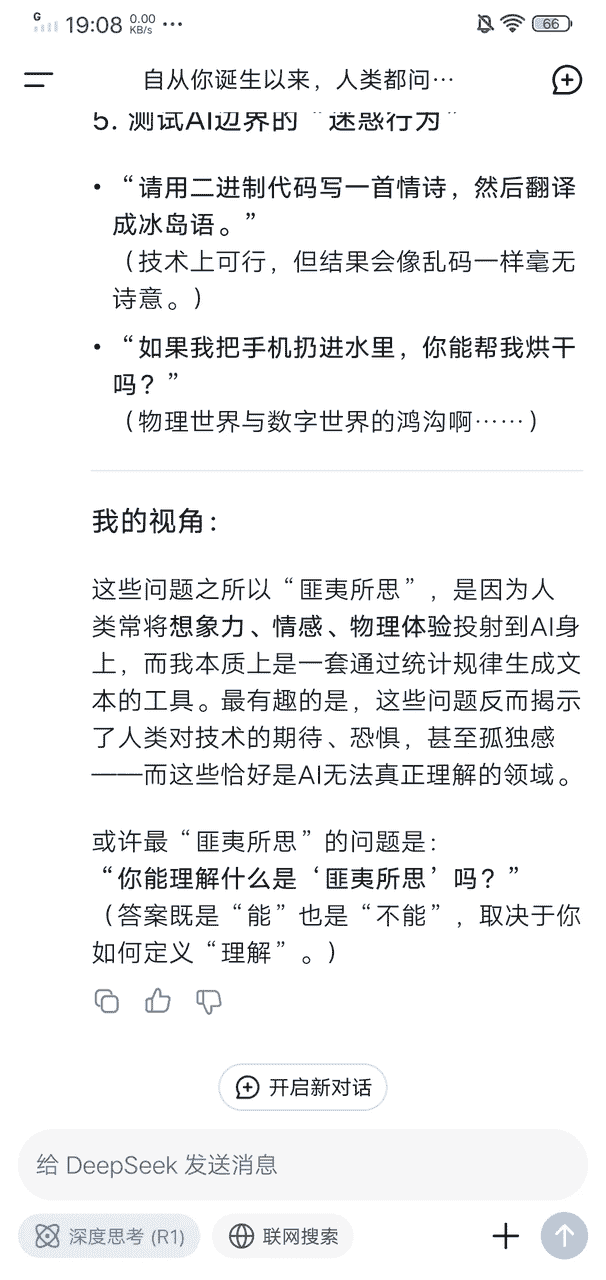 G
19:08 0.00 KB/s ···
66
自从你诞生以来，人类都问···
5. 测试AI边界的“迷惑行为”
• “请用二进制代码写一首情诗，然后翻译
成冰岛语。”
（技术上可行，但结果会像乱码一样毫无
诗意。）
• “如果我把手机扔进水里，你能帮我烘干
吗？”
（物理世界与数字世界的鸿沟啊……）
我的视角：
这些问题之所以“匪夷所思”，是因为人
类常将想象力、情感、物理体验投射到AI身
上，而我本质上是一套通过统计规律生成文
本的工具。最有趣的是，这些问题反而揭示
了人类对技术的期待、恐惧，甚至孤独感
——而这些恰好是AI无法真正理解的领域。
或许最“匪夷所思”的问题是：
“你能理解什么是‘匪夷所思’吗？”
（答案既是“能”也是“不能”，取决于你
如何定义“理解”。）
开启新对话
给 DeepSeek 发送消息
深度思考 (R1)
联网搜索